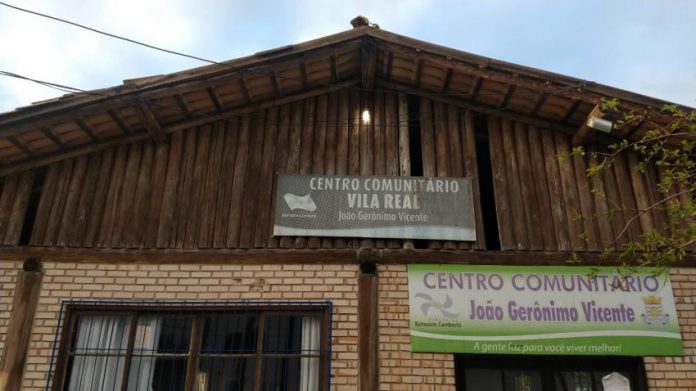 CENTRO COMUNITÁRIO
VILA REAL
João Gerônimo Vicente
Balneário Camboriú
CENTRO COMUNITÁRIO
João Gerônimo Vicente
Balneário Camboriú
A gente faz para você viver melhor!